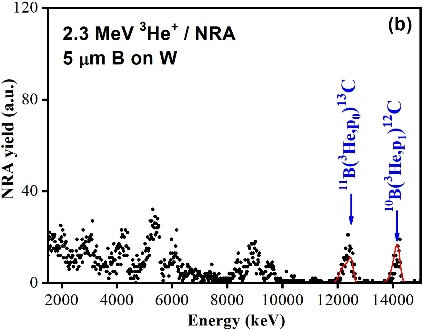 120
80
40
0
NRA yield (a.u.)
2.3 MeV ³He⁺ / NRA
(b)
5 μm B on W
¹¹B(³He,p₀)¹³C
¹⁰B(³He,p₁)¹²C
2000 4000 6000 8000 10000 12000 14000
Energy (keV)